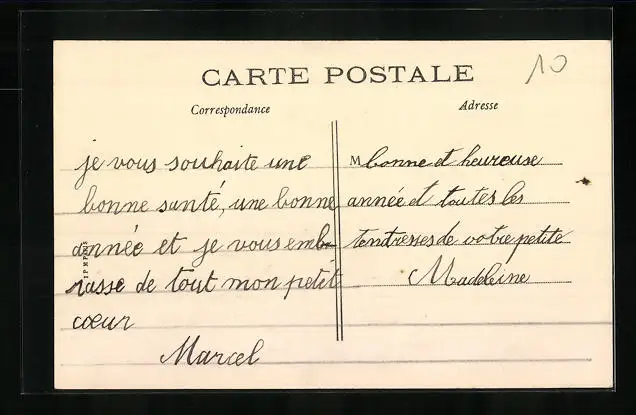 CARTE POSTALE
10
Correspondance
Adresse
je vous souhaite une
bonne santé, une bonne
année et je vous emb-
rasse de tout mon petit
cœur
Marcel
M bonne et heureuse
année et toutes les
tendresses de votre petite
Madeleine